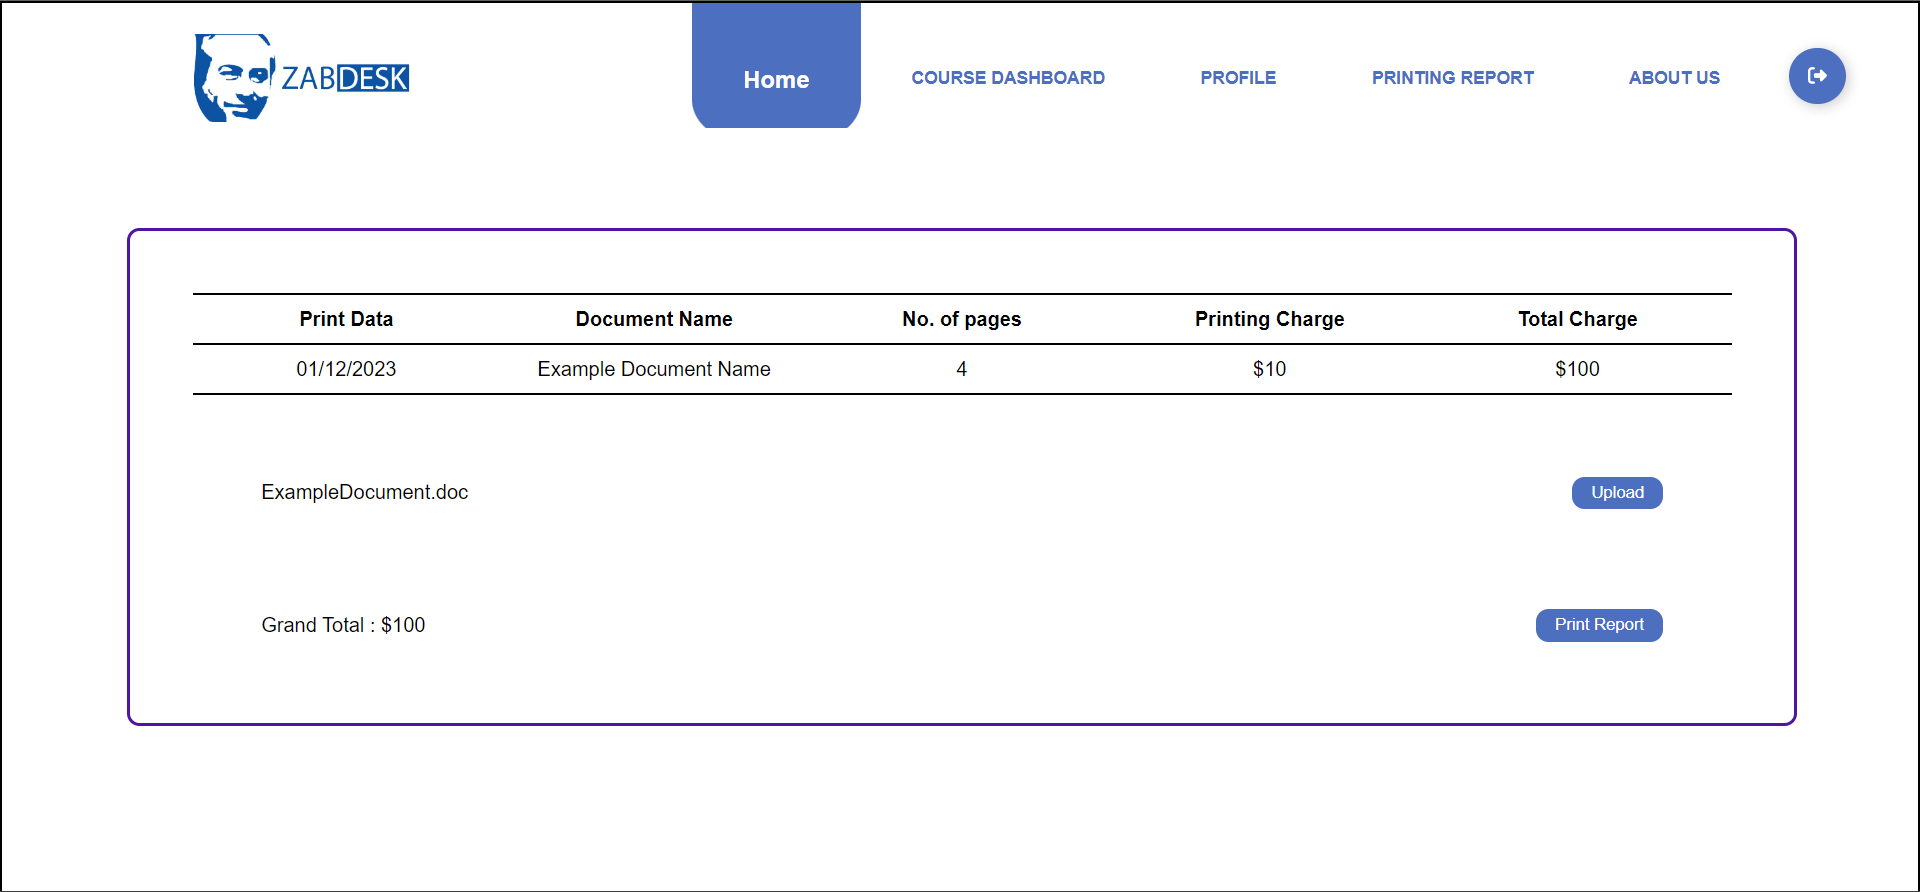 ZABDESK
Home
COURSE DASHBOARD
PROFILE
PRINTING REPORT
ABOUT US
Print Data Document Name No. of pages Printing Charge Total Charge
01/12/2023 Example Document Name 4 $10 $100
ExampleDocument.doc
Upload
Grand Total : $100
Print Report